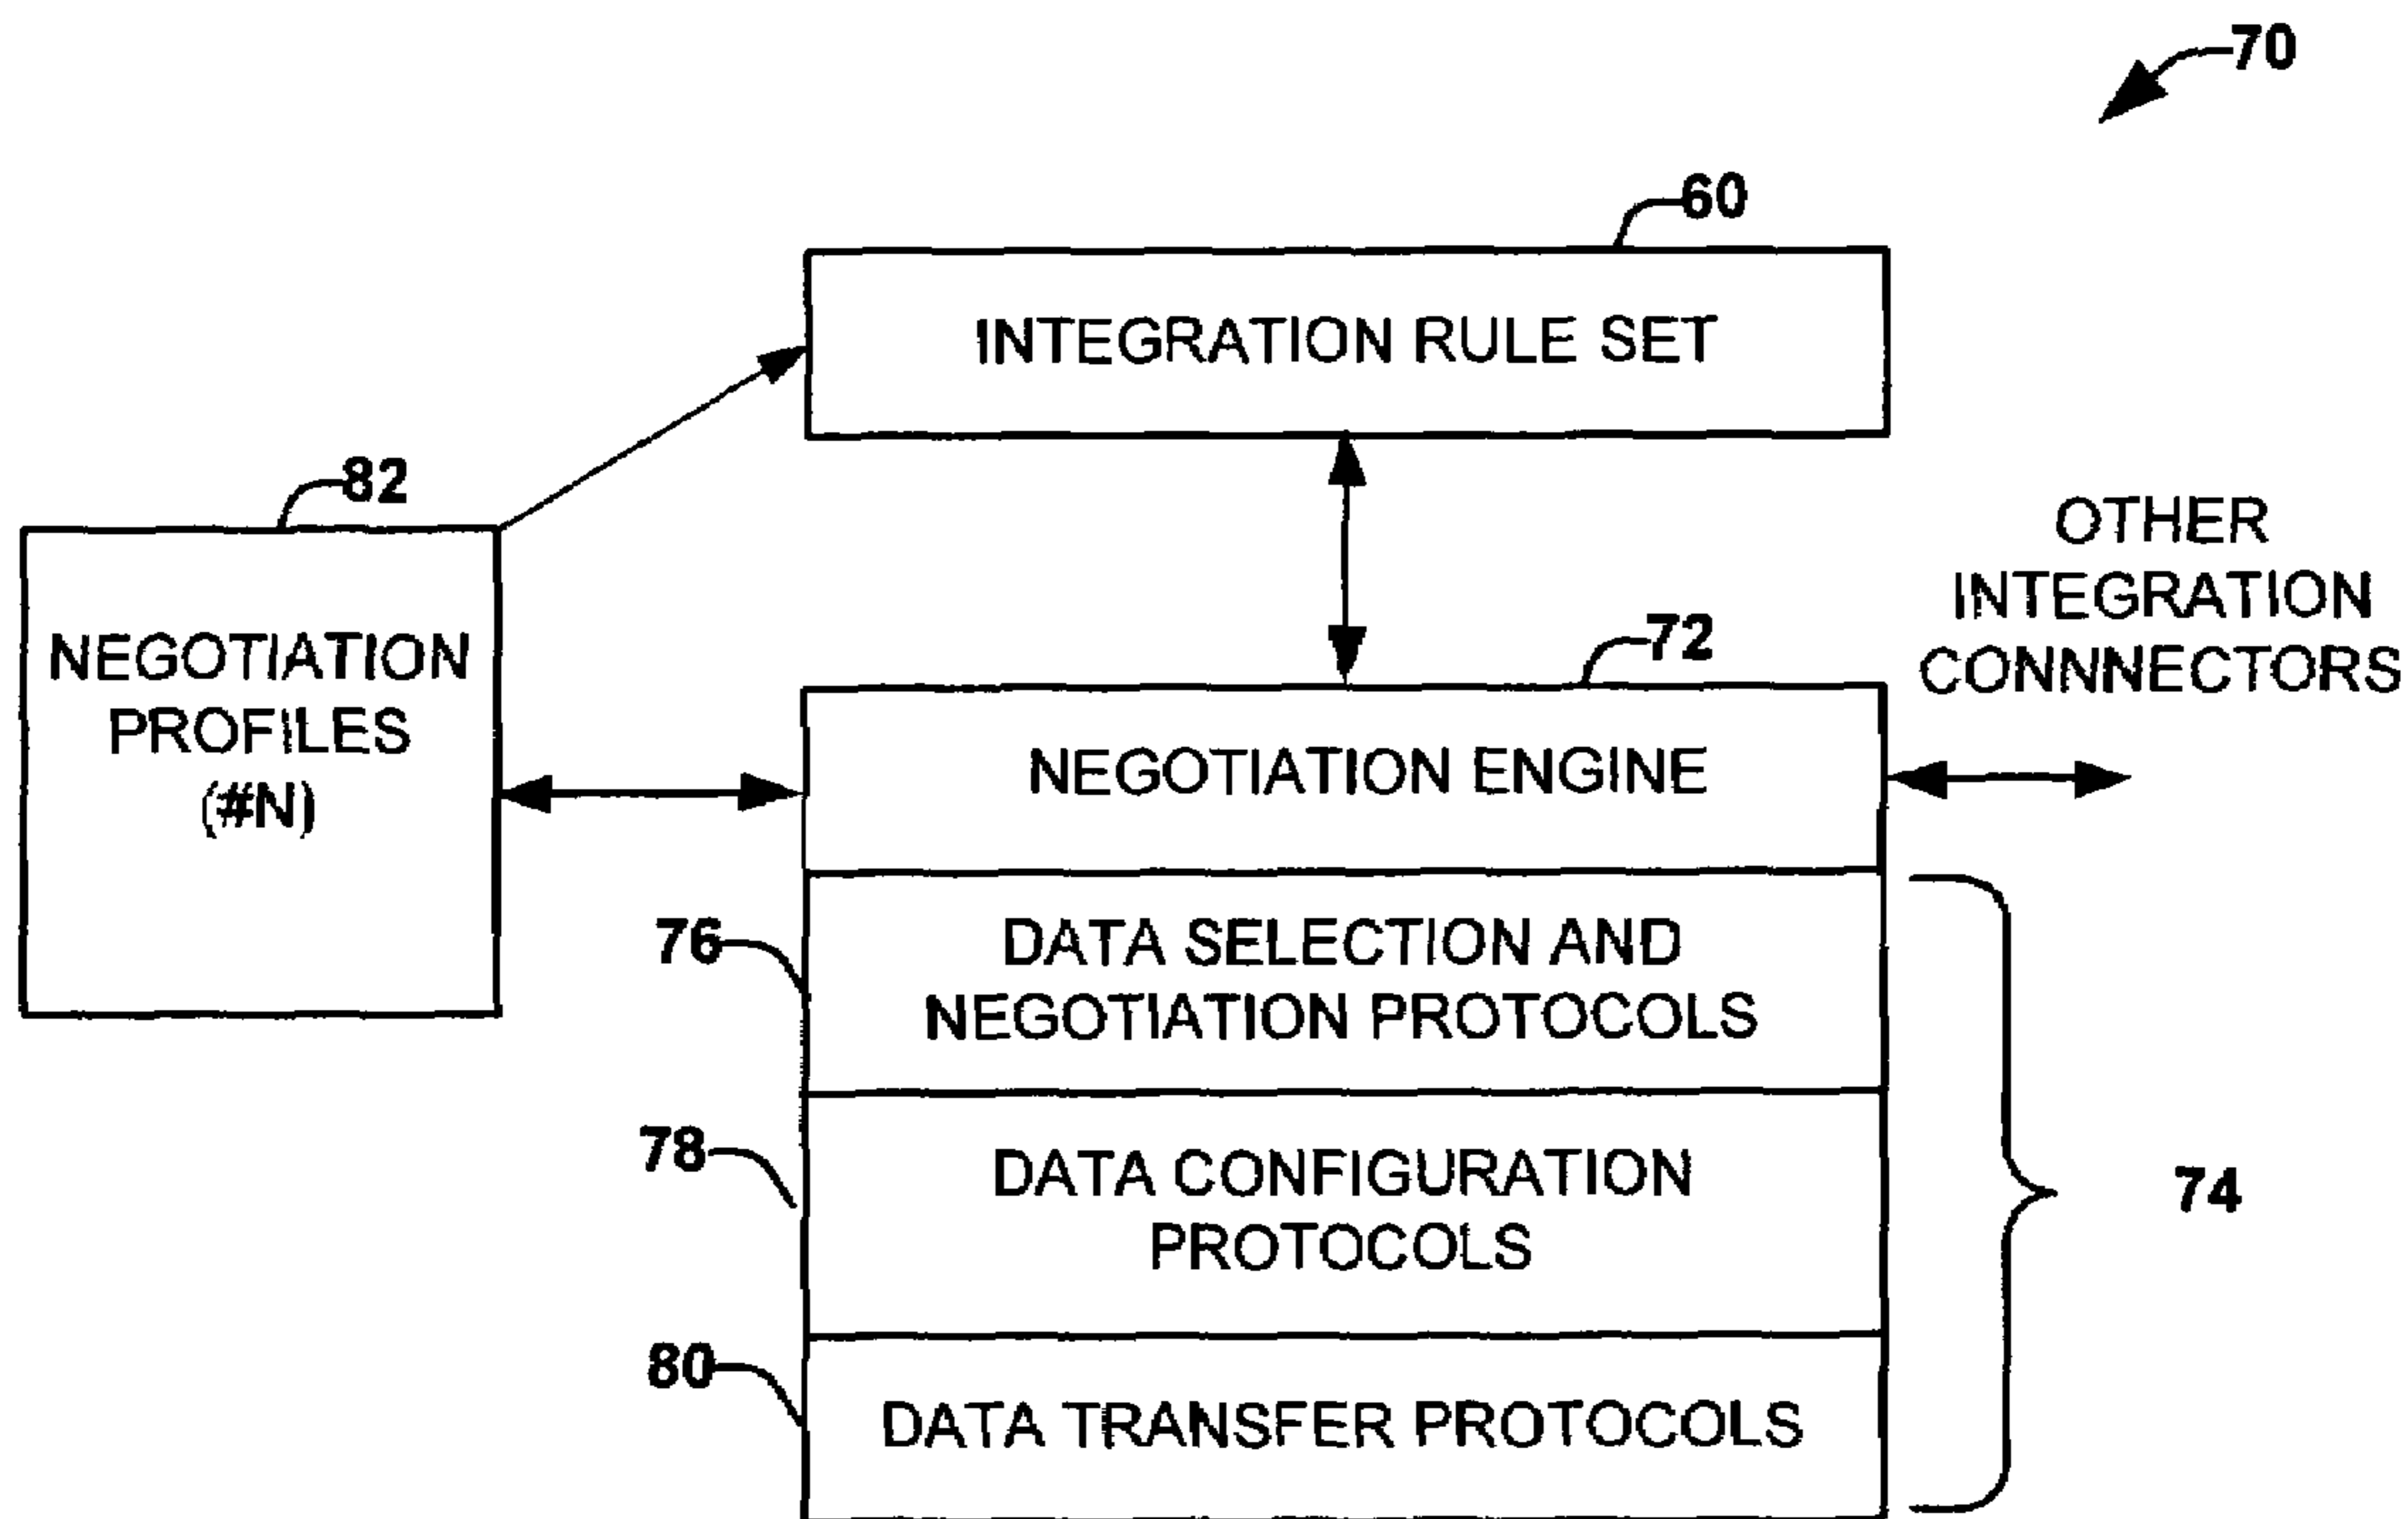 70
60
INTEGRATION RULE SET
82
NEGOTIATION
PROFILES
(#N)
OTHER
INTEGRATION
CONNNECTORS
72
NEGOTIATION ENGINE
76
DATA SELECTION AND
NEGOTIATION PROTOCOLS
78
DATA CONFIGURATION
PROTOCOLS
74
80
DATA TRANSFER PROTOCOLS